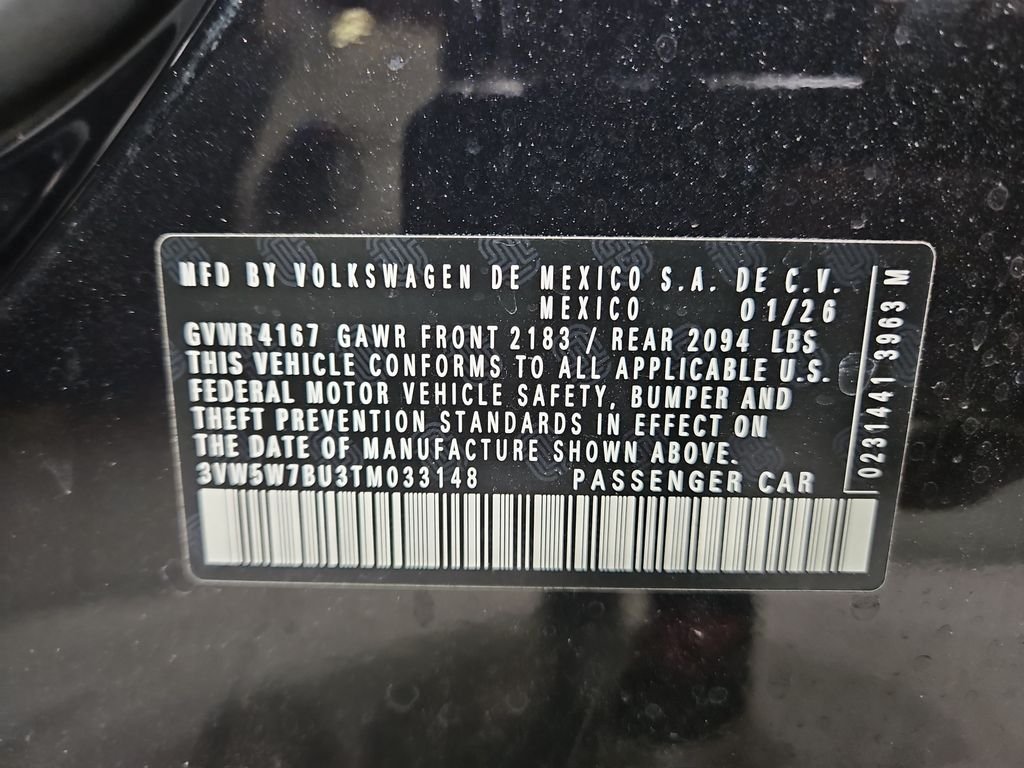 MFD BY VOLKSWAGEN DE MEXICO S.A. DE C.V.
MEXICO 01/26
GVWR 4167 GAWR FRONT 2183 / REAR 2094 LBS
THIS VEHICLE CONFORMS TO ALL APPLICABLE U.S.
FEDERAL MOTOR VEHICLE SAFETY, BUMPER AND
THEFT PREVENTION STANDARDS IN EFFECT ON
THE DATE OF MANUFACTURE SHOWN ABOVE.
3VW5W7BU3TM033148 PASSENGER CAR
0231441 3963 M